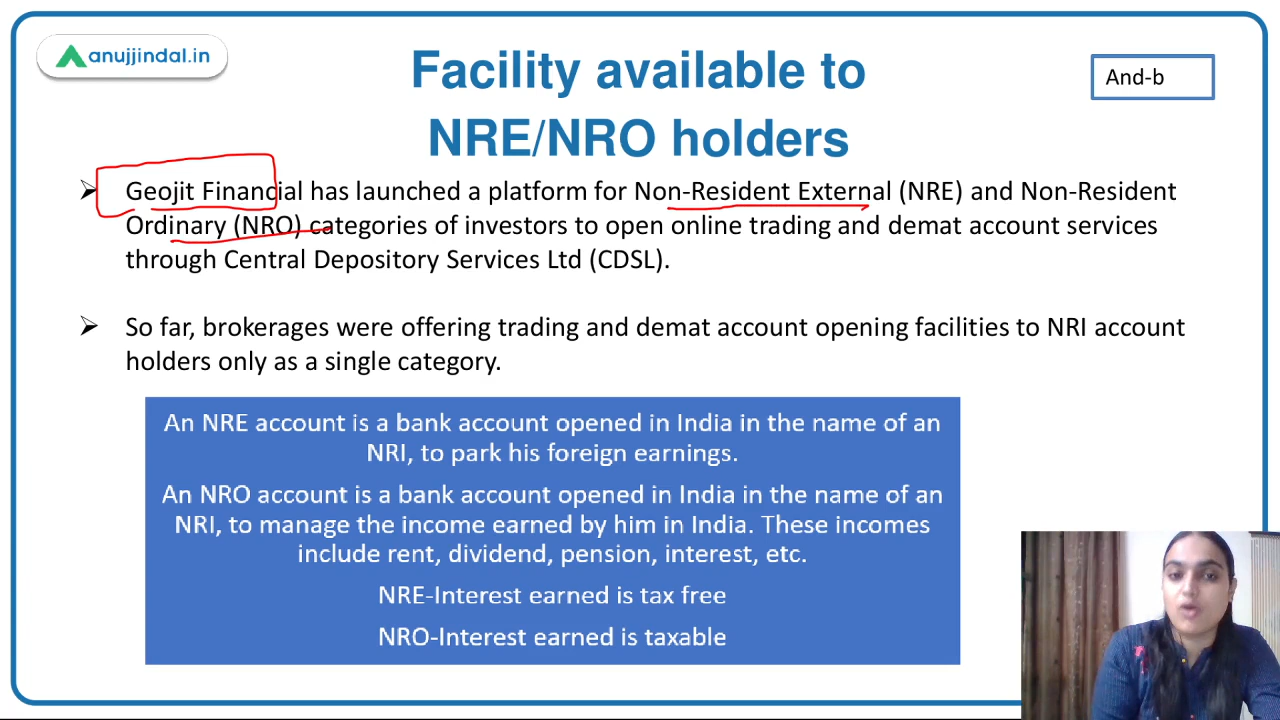 anujjindal.in
Facility available to
NRE/NRO holders
And-b
Geojit Financial has launched a platform for Non-Resident External (NRE) and Non-Resident
Ordinary (NRO) categories of investors to open online trading and demat account services
through Central Depository Services Ltd (CDSL).
So far, brokerages were offering trading and demat account opening facilities to NRI account
holders only as a single category.
An NRE account is a bank account opened in India in the name of an
NRI, to park his foreign earnings.
An NRO account is a bank account opened in India in the name of an
NRI, to manage the income earned by him in India. These incomes
include rent, dividend, pension, interest, etc.
NRE-Interest earned is tax free
NRO-Interest earned is taxable